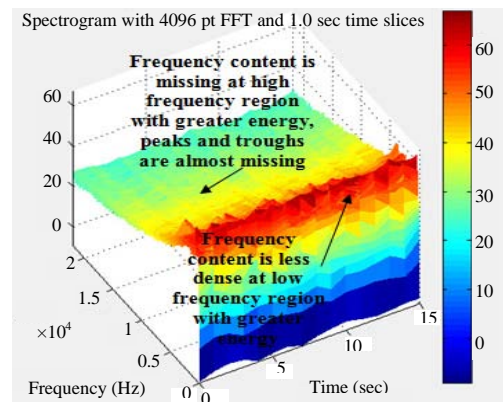 Spectrogram with 4096 pt FFT and 1.0 sec time slices
Frequency content is
missing at high
frequency region
with greater energy,
peaks and troughs
are almost missing
60
40
20
0
60
50
40
30
20
10
0
Frequency
content is less
dense at low
frequency region
with greater
energy
2
1.5
1
0.5
0
×10⁴
0
5
10
15
Frequency (Hz)
Time (sec)